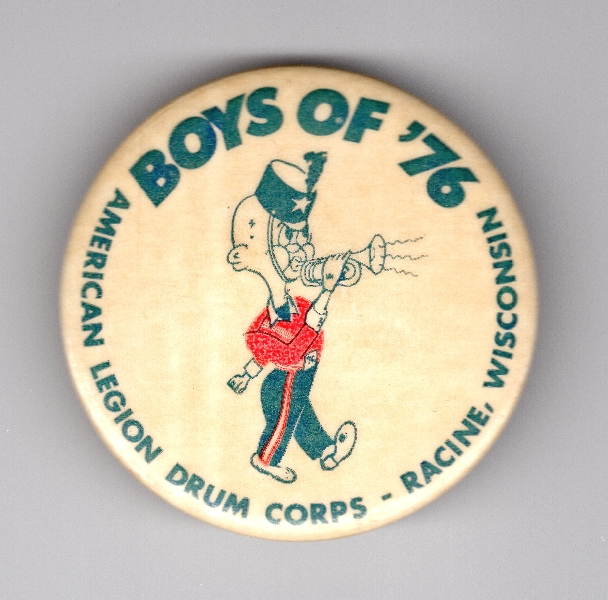 BOYS OF '76
AMERICAN LEGION DRUM CORPS - RACINE, WISCONSIN